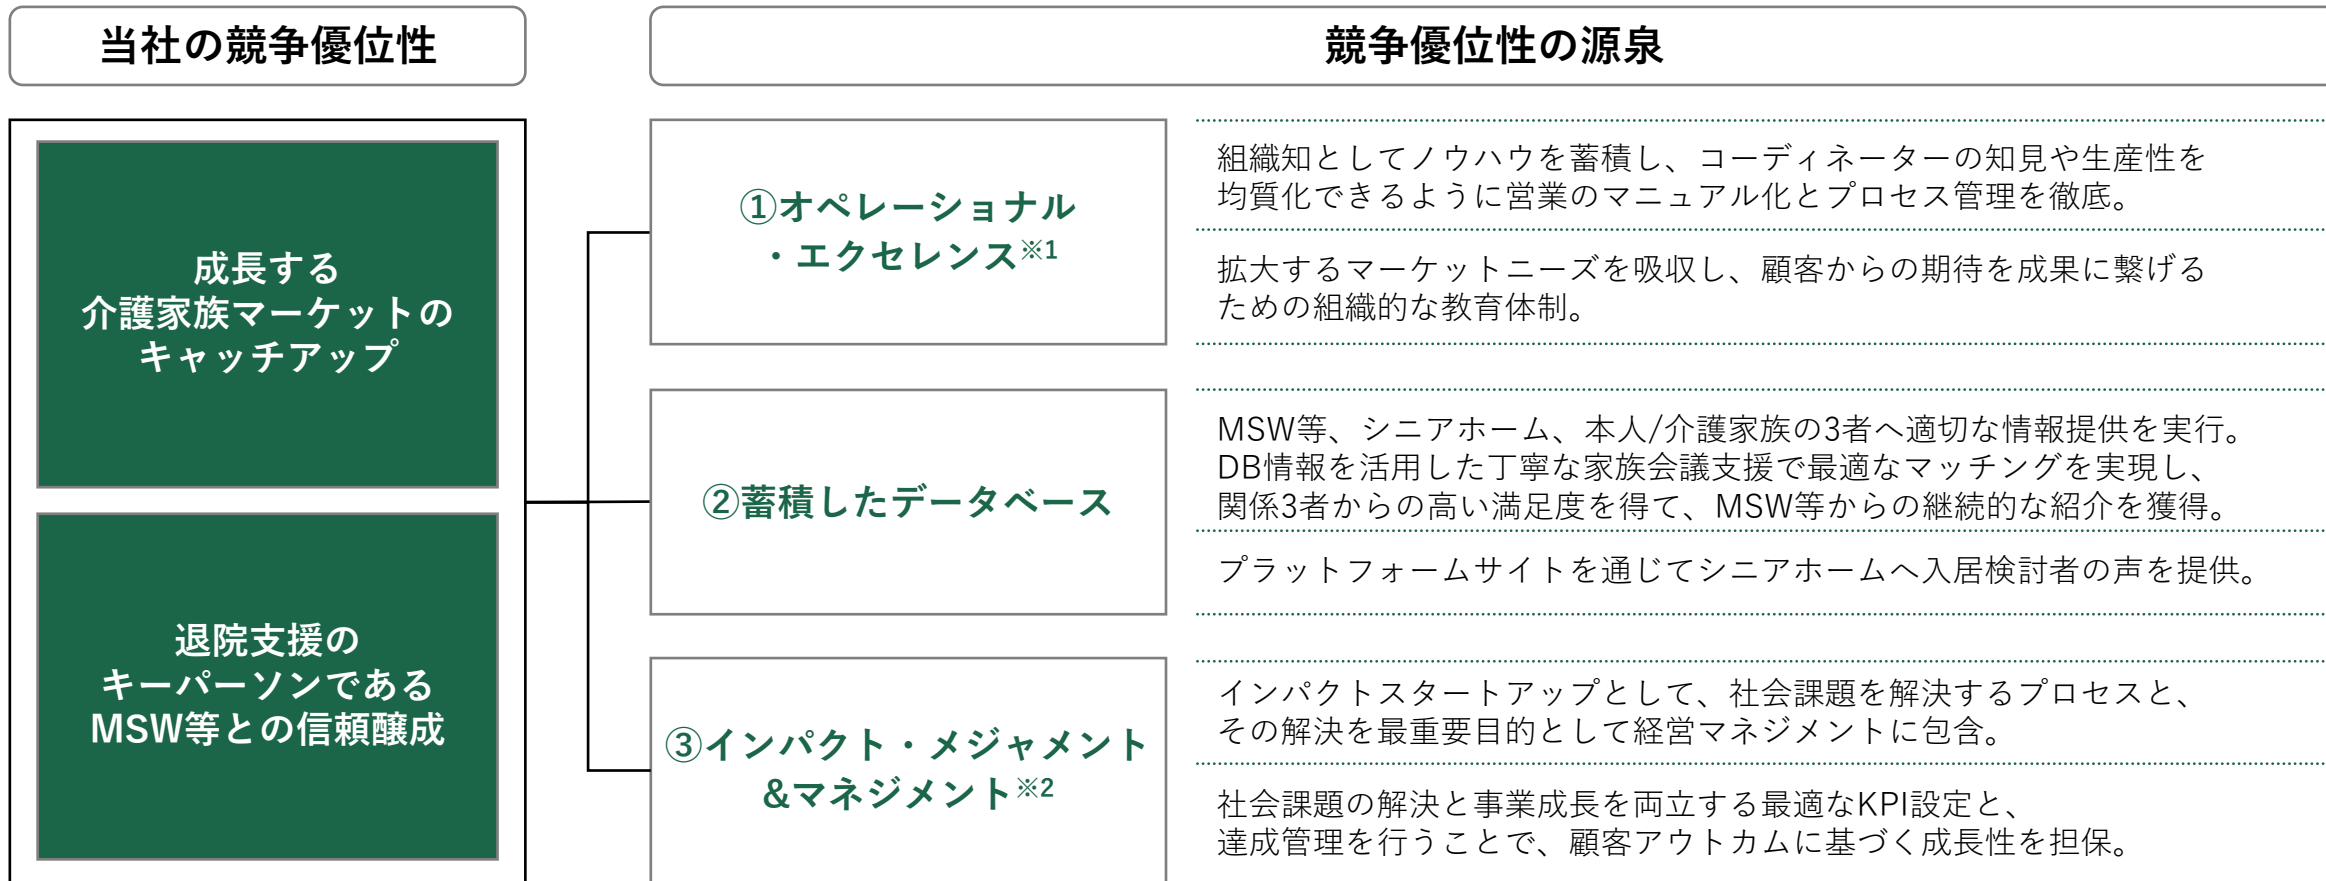 当社の競争優位性
競争優位性の源泉
成長する
介護家族マーケットの
キャッチアップ
退院支援の
キーパーソンである
MSW等との信頼醸成
①オペレーショナル
・エクセレンス※1
組織知としてノウハウを蓄積し、コーディネーターの知見や生産性を
均質化できるように営業のマニュアル化とプロセス管理を徹底。
拡大するマーケットニーズを吸収し、顧客からの期待を成果に繋げる
ための組織的な教育体制。
②蓄積したデータベース
MSW等、シニアホーム、本人/介護家族の3者へ適切な情報提供を実行。
DB情報を活用した丁寧な家族会議支援で最適なマッチングを実現し、
関係3者からの高い満足度を得て、MSW等からの継続的な紹介を獲得。
プラットフォームサイトを通じてシニアホームへ入居検討者の声を提供。
③インパクト・メジャメント
&マネジメント※2
インパクトスタートアップとして、社会課題を解決するプロセスと、
その解決を最重要目的として経営マネジメントに包含。
社会課題の解決と事業成長を両立する最適なKPI設定と、
達成管理を行うことで、顧客アウトカムに基づく成長性を担保。